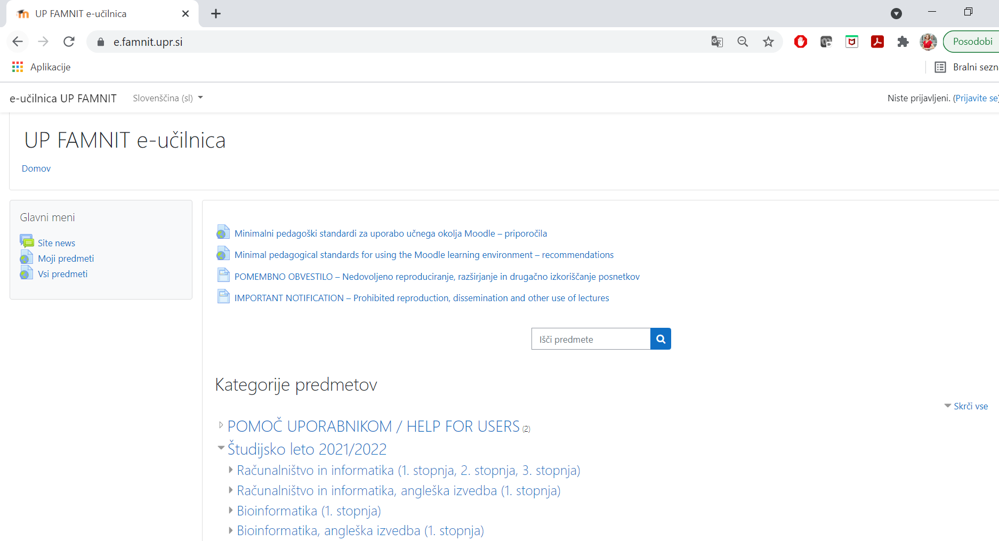 UP FAMNIT e-učilnica
e.famnit.upr.si
Posodobi
Aplikacije
Bralni sezn
e-učilnica UP FAMNIT Slovenščina (sl)
Niste prijavljeni. (Prijavite se)
UP FAMNIT e-učilnica
Domov
Glavni meni
Site news
Moji predmeti
Vsi predmeti
Minimalni pedagoški standardi za uporabo učnega okolja Moodle – priporočila
Minimal pedagogical standards for using the Moodle learning environment – recommendations
POMEMBNO OBVESTILO – Nedovoljeno reproduciranje, razširjanje in drugačno izkoriščanje posnetkov
IMPORTANT NOTIFICATION – Prohibited reproduction, dissemination and other use of lectures
Išči predmete
Kategorije predmetov
Skrči vse
POMOČ UPORABNIKOM / HELP FOR USERS (2)
Študijsko leto 2021/2022
Računalništvo in informatika (1. stopnja, 2. stopnja, 3. stopnja)
Računalništvo in informatika, angleška izvedba (1. stopnja)
Bioinformatika (1. stopnja)
Bioinformatika, angleška izvedba (1. stopnja)